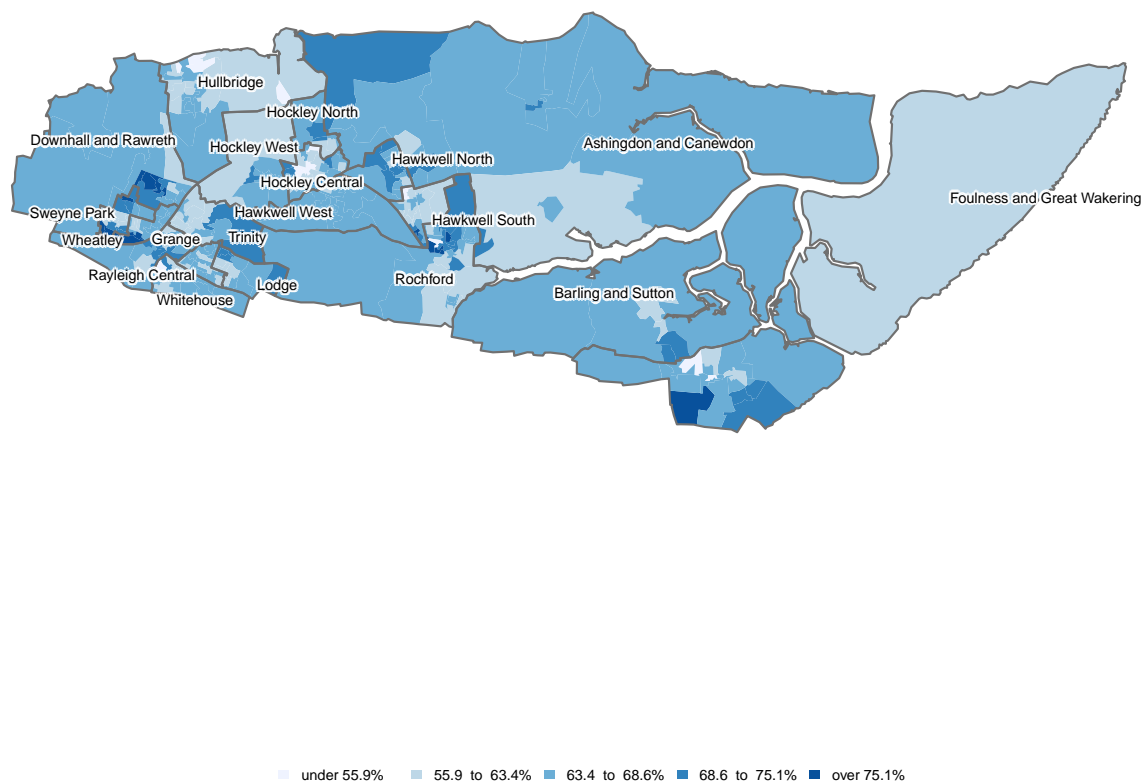 Hullbridge
Hockley North
Downhall and Rawreth
Hockley West
Ashingdon and Canewdon
Hawkwell North
Hockley Central
Foulness and Great Wakering
Sweyne Park
Hawkwell West
Hawkwell South
Wheatley
Grange
Trinity
Rayleigh Central
Lodge
Rochford
Whitehouse
Barling and Sutton
under 55.9% 55.9 to 63.4% 63.4 to 68.6% 68.6 to 75.1% over 75.1%